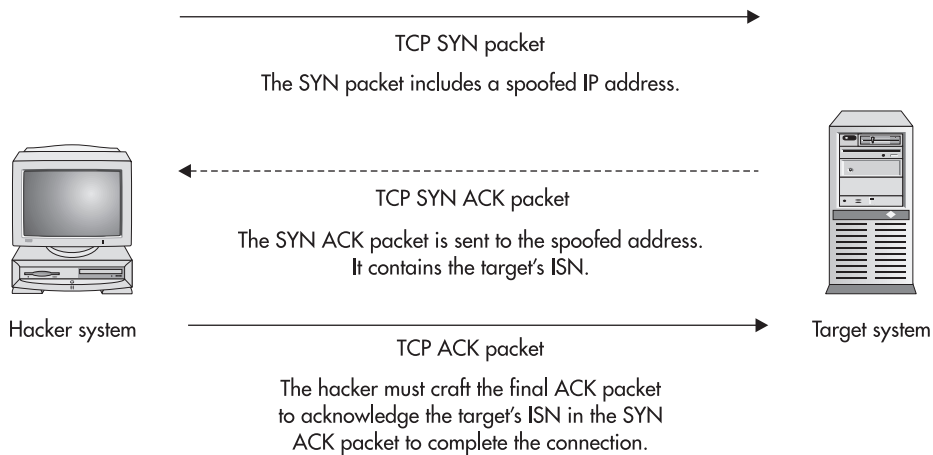 TCP SYN packet
The SYN packet includes a spoofed IP address.
TCP SYN ACK packet
The SYN ACK packet is sent to the spoofed address.
It contains the target's ISN.
Hacker system
Target system
TCP ACK packet
The hacker must craft the final ACK packet
to acknowledge the target's ISN in the SYN
ACK packet to complete the connection.